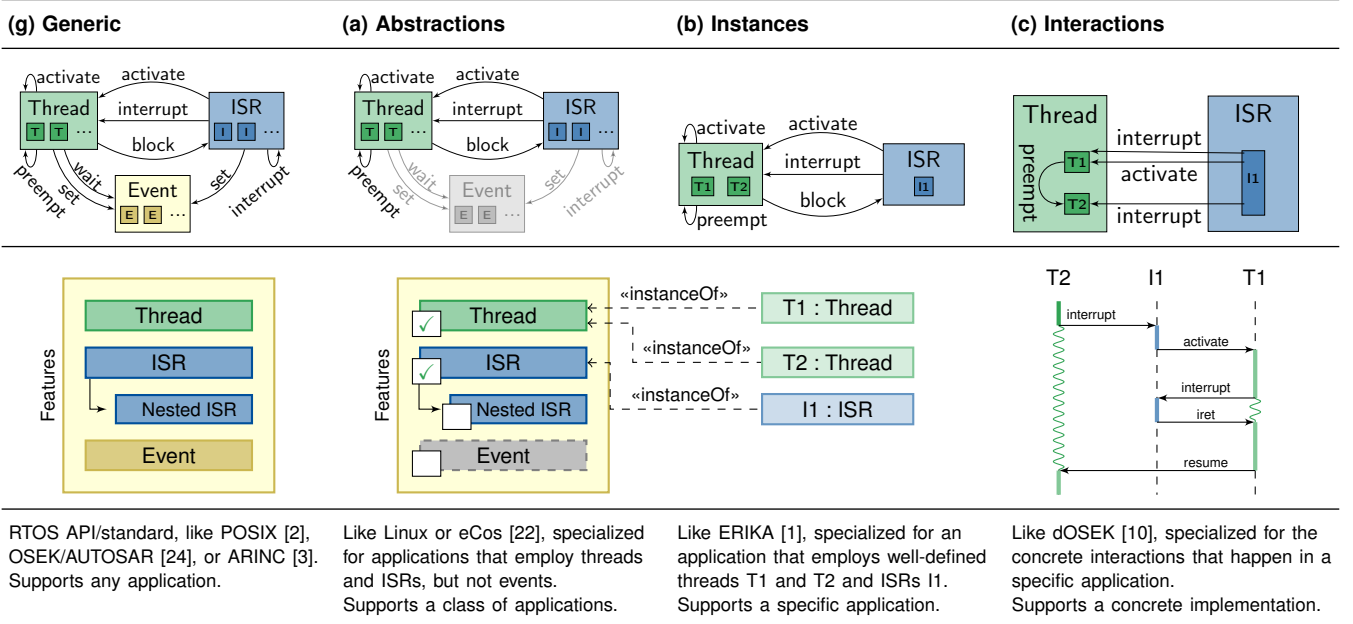 (g) Generic
(a) Abstractions
(b) Instances
(c) Interactions
activate
activate
Thread
interrupt
ISR
T T ...
I I ...
block
preempt
set
wait
set
interrupt
Event
E E ...
activate
activate
Thread
interrupt
ISR
T T ...
I I ...
block
preempt
set
wait
set
interrupt
Event
E E ...
activate
activate
Thread
interrupt
ISR
T1 T2
I1
block
preempt
Thread
ISR
interrupt
T1
activate
I1
preempt
T2
interrupt
Features
Thread
ISR
Nested ISR
Event
Features
✓ Thread
✓ ISR
Nested ISR
Event
«instanceOf»
T1 : Thread
«instanceOf»
T2 : Thread
«instanceOf»
I1 : ISR
T2 I1 T1
interrupt
activate
interrupt
iret
resume
RTOS API/standard, like POSIX [2],
OSEK/AUTOSAR [24], or ARINC [3].
Supports any application.
Like Linux or eCos [22], specialized
for applications that employ threads
and ISRs, but not events.
Supports a class of applications.
Like ERIKA [1], specialized for an
application that employs well-defined
threads T1 and T2 and ISRs I1.
Supports a specific application.
Like dOSEK [10], specialized for the
concrete interactions that happen in a
specific application.
Supports a concrete implementation.